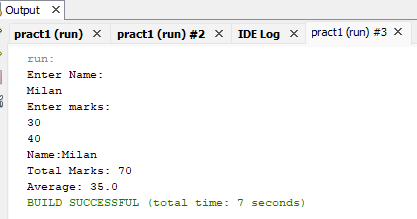 Output
pract1 (run)
pract1 (run) #2
IDE Log
pract1 (run) #3
run:
Enter Name:
Milan
Enter marks:
30
40
Name:Milan
Total Marks: 70
Average: 35.0
BUILD SUCCESSFUL (total time: 7 seconds)